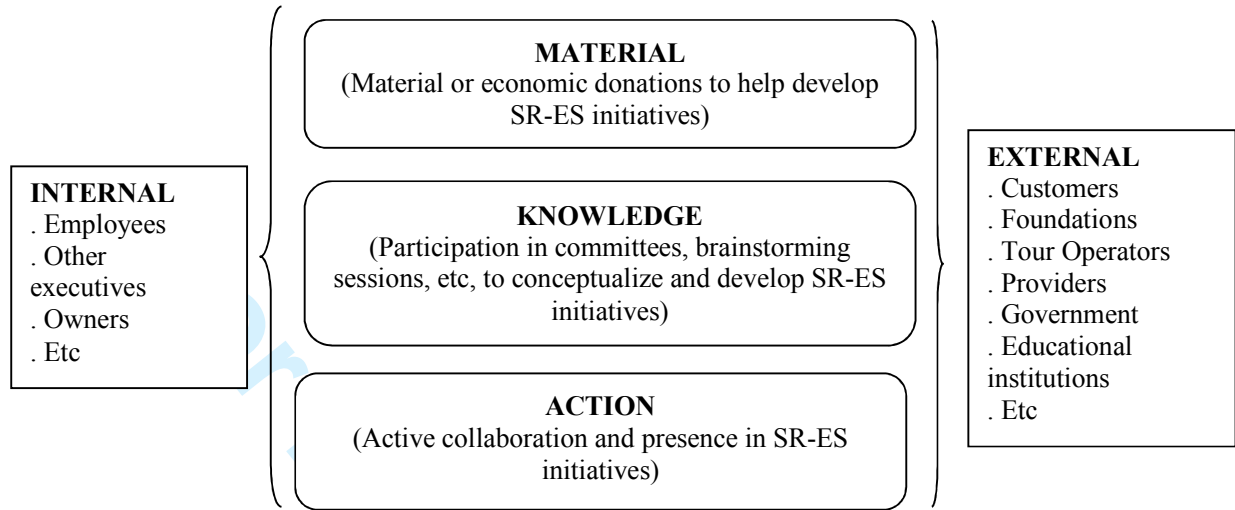 INTERNAL
. Employees
. Other
executives
. Owners
. Etc
MATERIAL
(Material or economic donations to help develop
SR-ES initiatives)
KNOWLEDGE
(Participation in committees, brainstorming
sessions, etc, to conceptualize and develop SR-ES
initiatives)
ACTION
(Active collaboration and presence in SR-ES
initiatives)
EXTERNAL
. Customers
. Foundations
. Tour Operators
. Providers
. Government
. Educational
institutions
. Etc